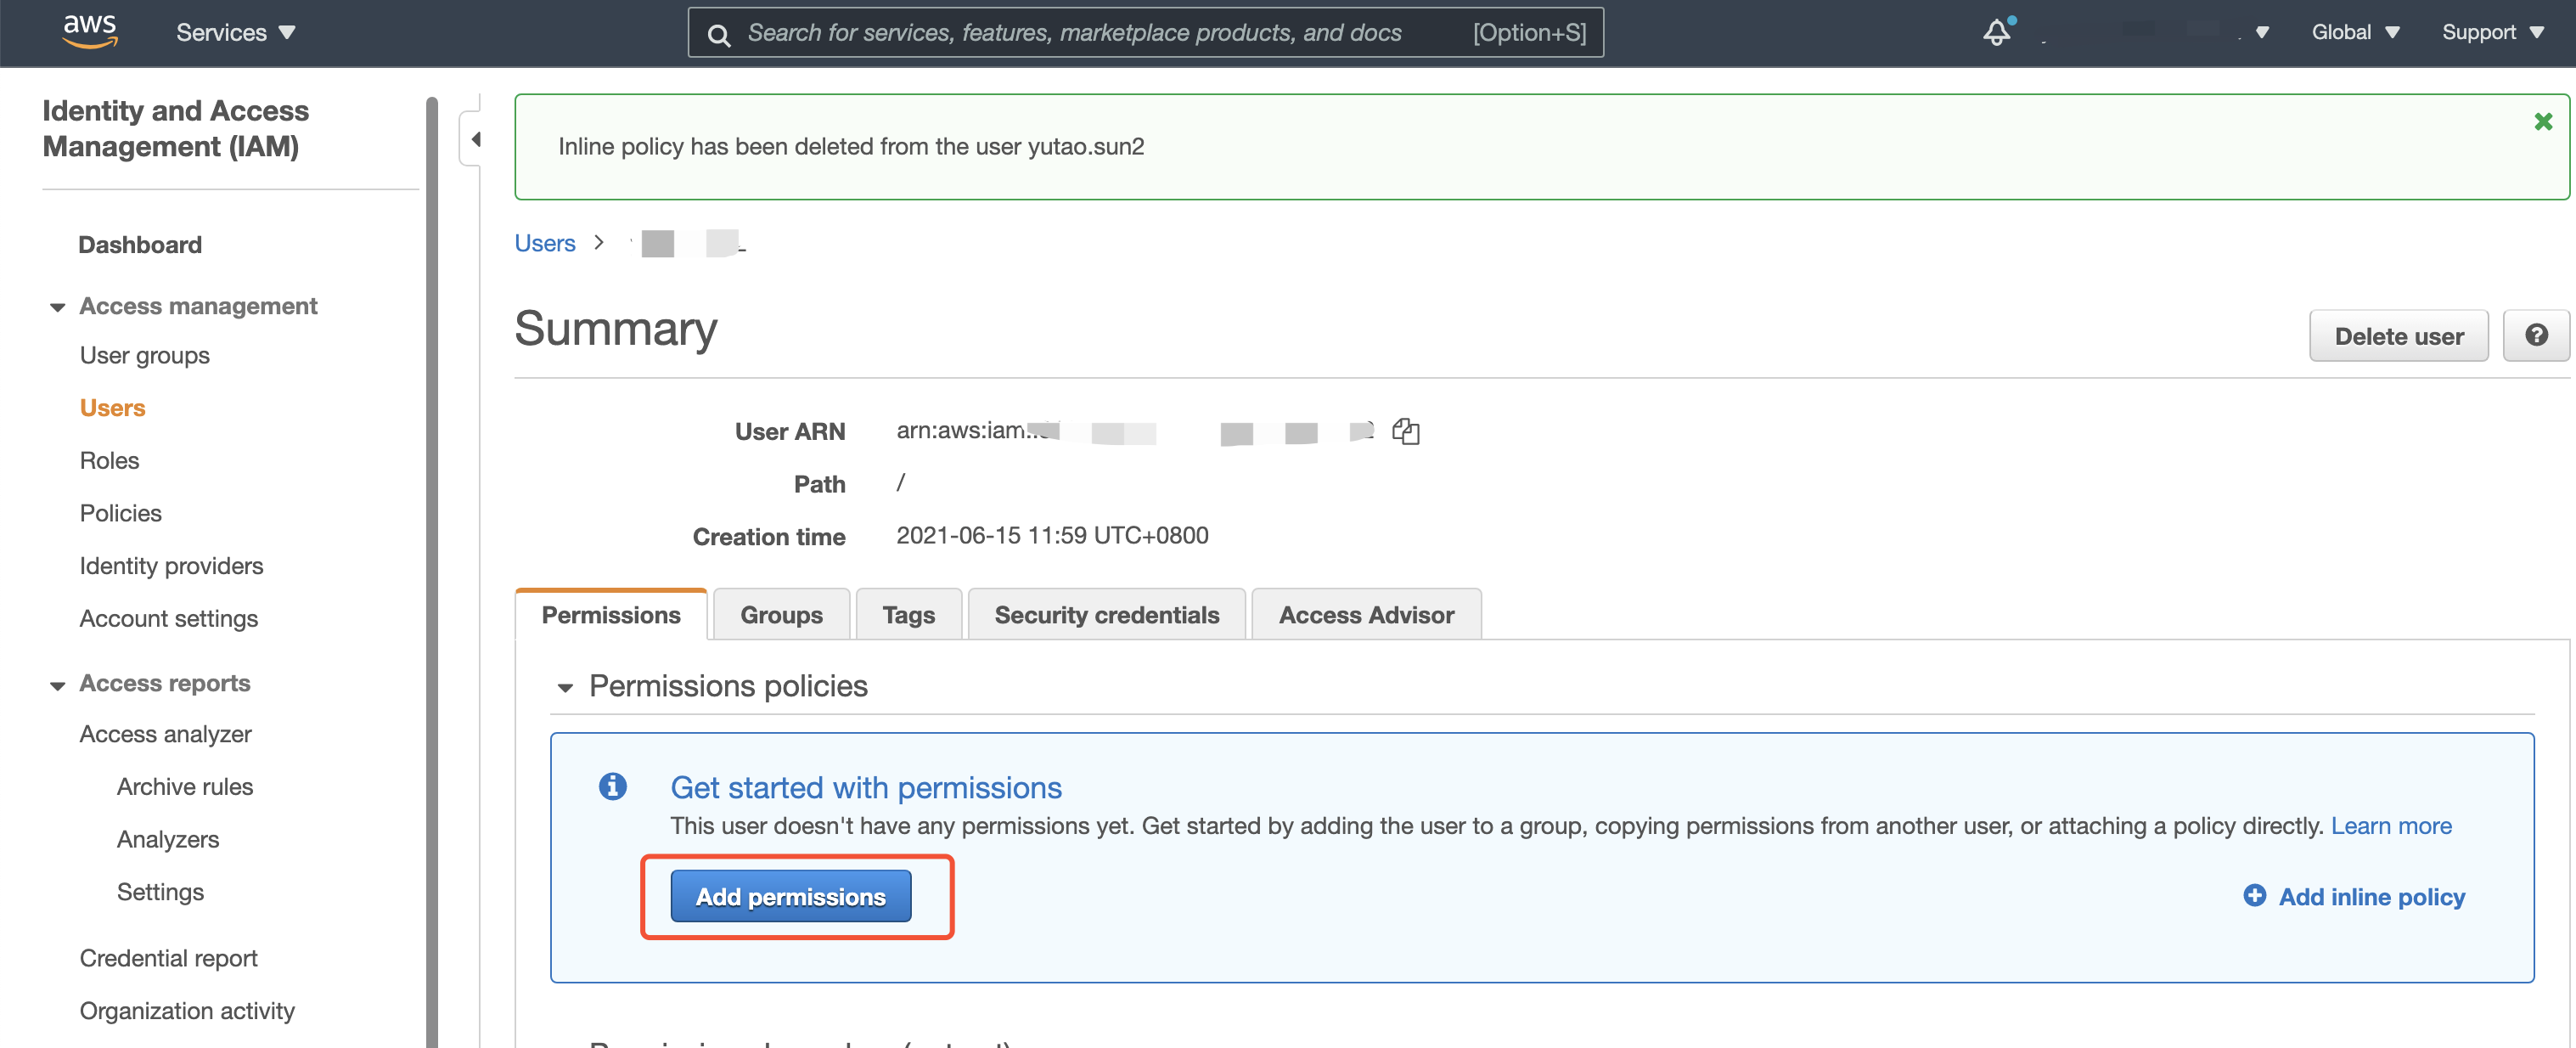 aws
Services
Search for services, features, marketplace products, and docs
[Option+S]
Global
Support
Identity and Access
Management (IAM)
Dashboard
Access management
User groups
Users
Roles
Policies
Identity providers
Account settings
Access reports
Access analyzer
Archive rules
Analyzers
Settings
Credential report
Organization activity
Inline policy has been deleted from the user yutao.sun2
Users >
Summary
Delete user
?
User ARN arn:aws:iam:
Path /
Creation time 2021-06-15 11:59 UTC+0800
Permissions
Groups
Tags
Security credentials
Access Advisor
Permissions policies
Get started with permissions
This user doesn't have any permissions yet. Get started by adding the user to a group, copying permissions from another user, or attaching a policy directly. Learn more
Add permissions
Add inline policy